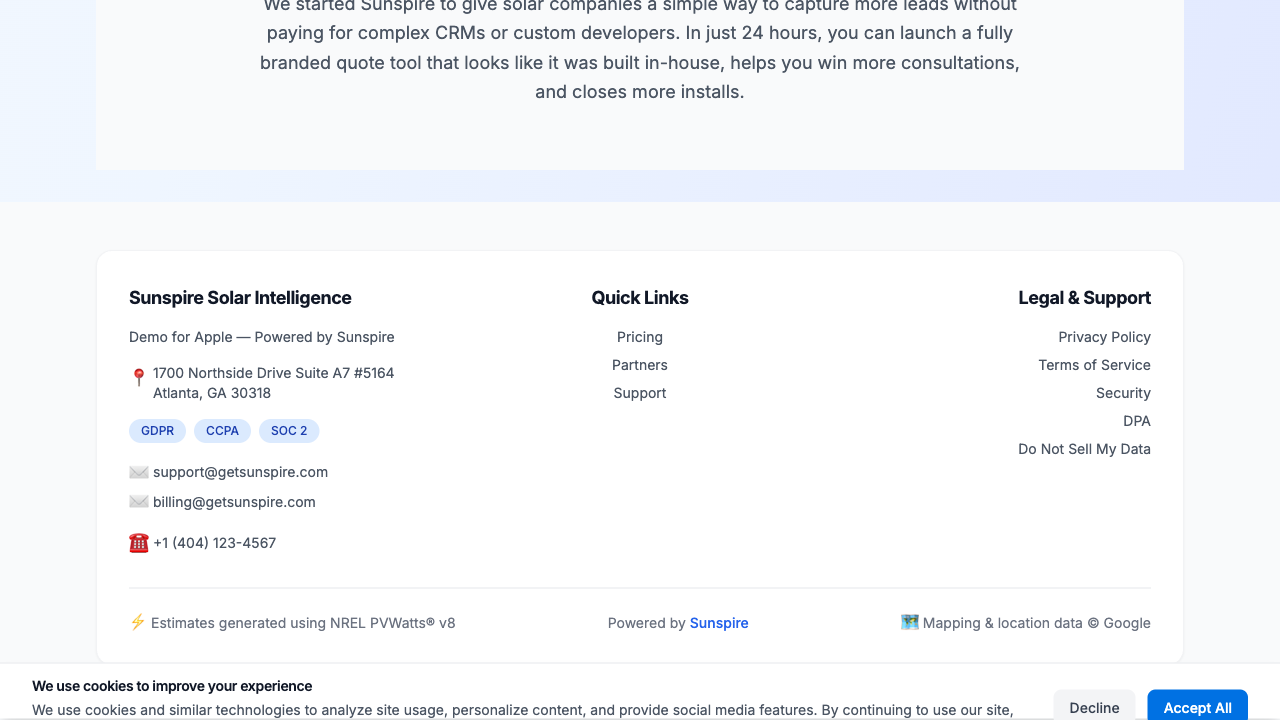 We started Sunspire to give solar companies a simple way to capture more leads without
paying for complex CRMs or custom developers. In just 24 hours, you can launch a fully
branded quote tool that looks like it was built in-house, helps you win more consultations,
and closes more installs.
Sunspire Solar Intelligence
Demo for Apple — Powered by Sunspire
1700 Northside Drive Suite A7 #5164
Atlanta, GA 30318
GDPR CCPA SOC 2
support@getsunspire.com
billing@getsunspire.com
+1 (404) 123-4567
Quick Links
Pricing
Partners
Support
Legal & Support
Privacy Policy
Terms of Service
Security
DPA
Do Not Sell My Data
Estimates generated using NREL PVWatts® v8
Powered by Sunspire
Mapping & location data © Google
We use cookies to improve your experience
We use cookies and similar technologies to analyze site usage, personalize content, and provide social media features. By continuing to use our site,
Decline
Accept All